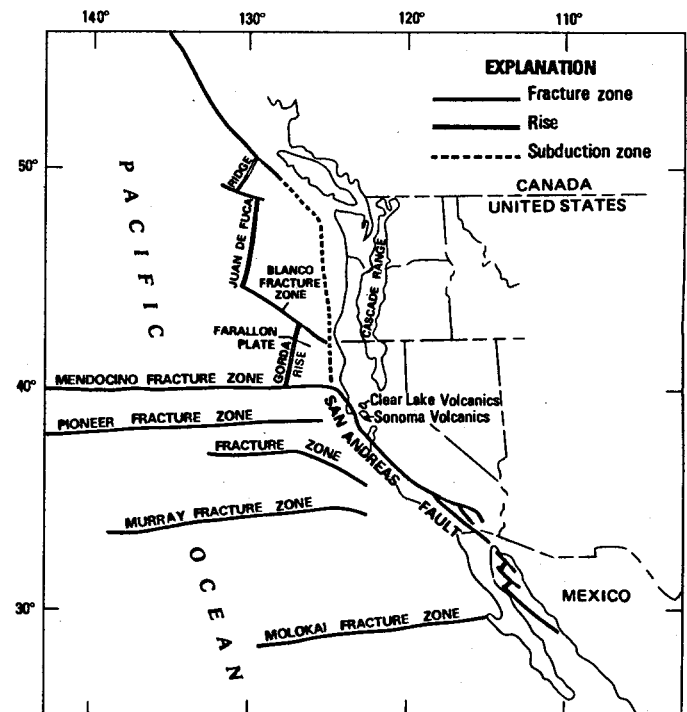 140° 130° 120° 110°
EXPLANATION
Fracture zone
Rise
Subduction zone
50°
PACIFIC
RIDGE
CANADA
UNITED STATES
JUAN DE FUCA
CASCADE RANGE
BLANCO
FRACTURE
ZONE
FARALLON
PLATE
GORDA
RISE
40°
MENDOCINO FRACTURE ZONE
Clear Lake Volcanics
Sonoma Volcanics
PIONEER FRACTURE ZONE
SAN ANDREAS FAULT
FRACTURE ZONE
MURRAY FRACTURE ZONE
OCEAN
MEXICO
30°
MOLOKAI FRACTURE ZONE